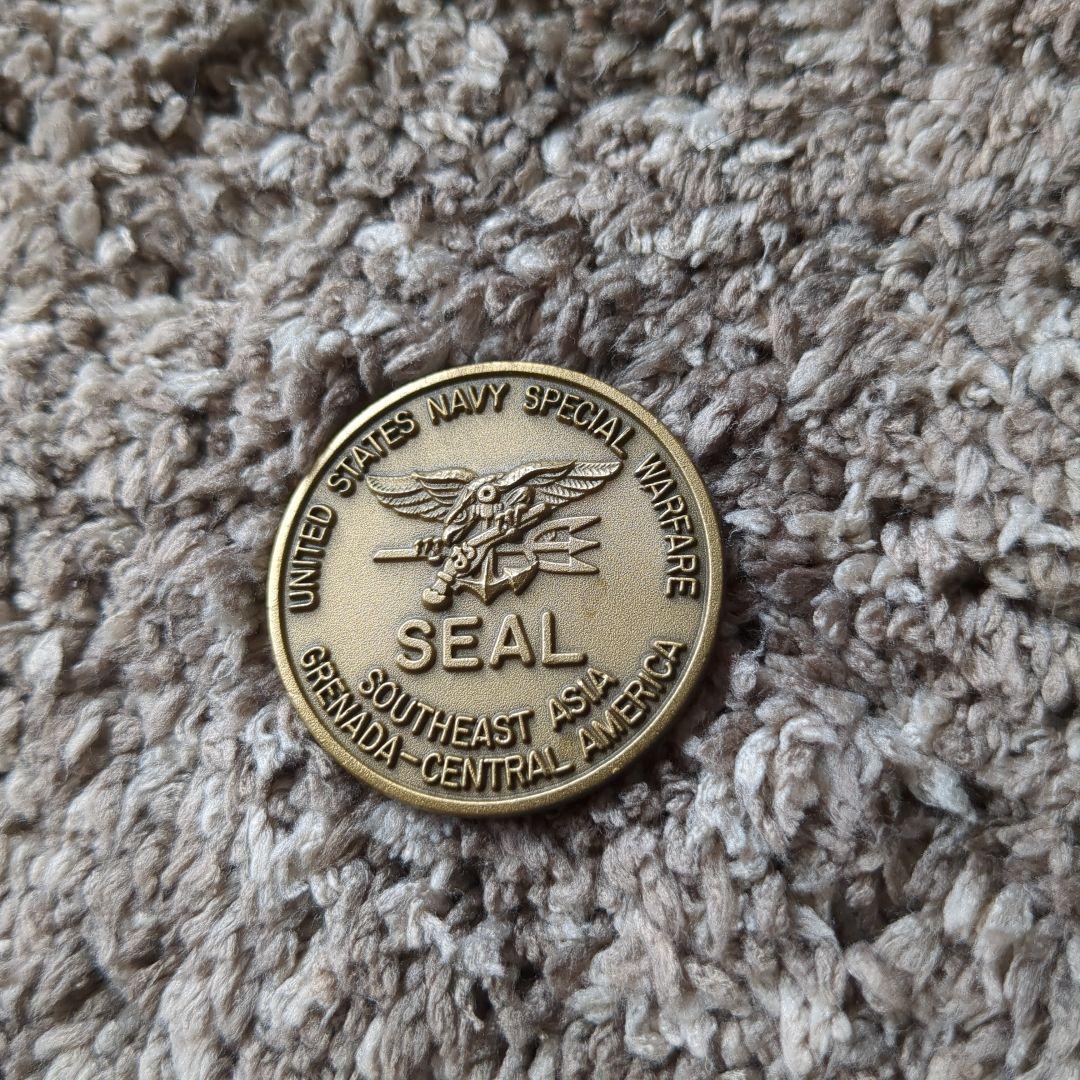 UNITED STATES NAVY SPECIAL WARFARE
SEAL
SOUTHEAST ASIA
GRENADA-CENTRAL AMERICA